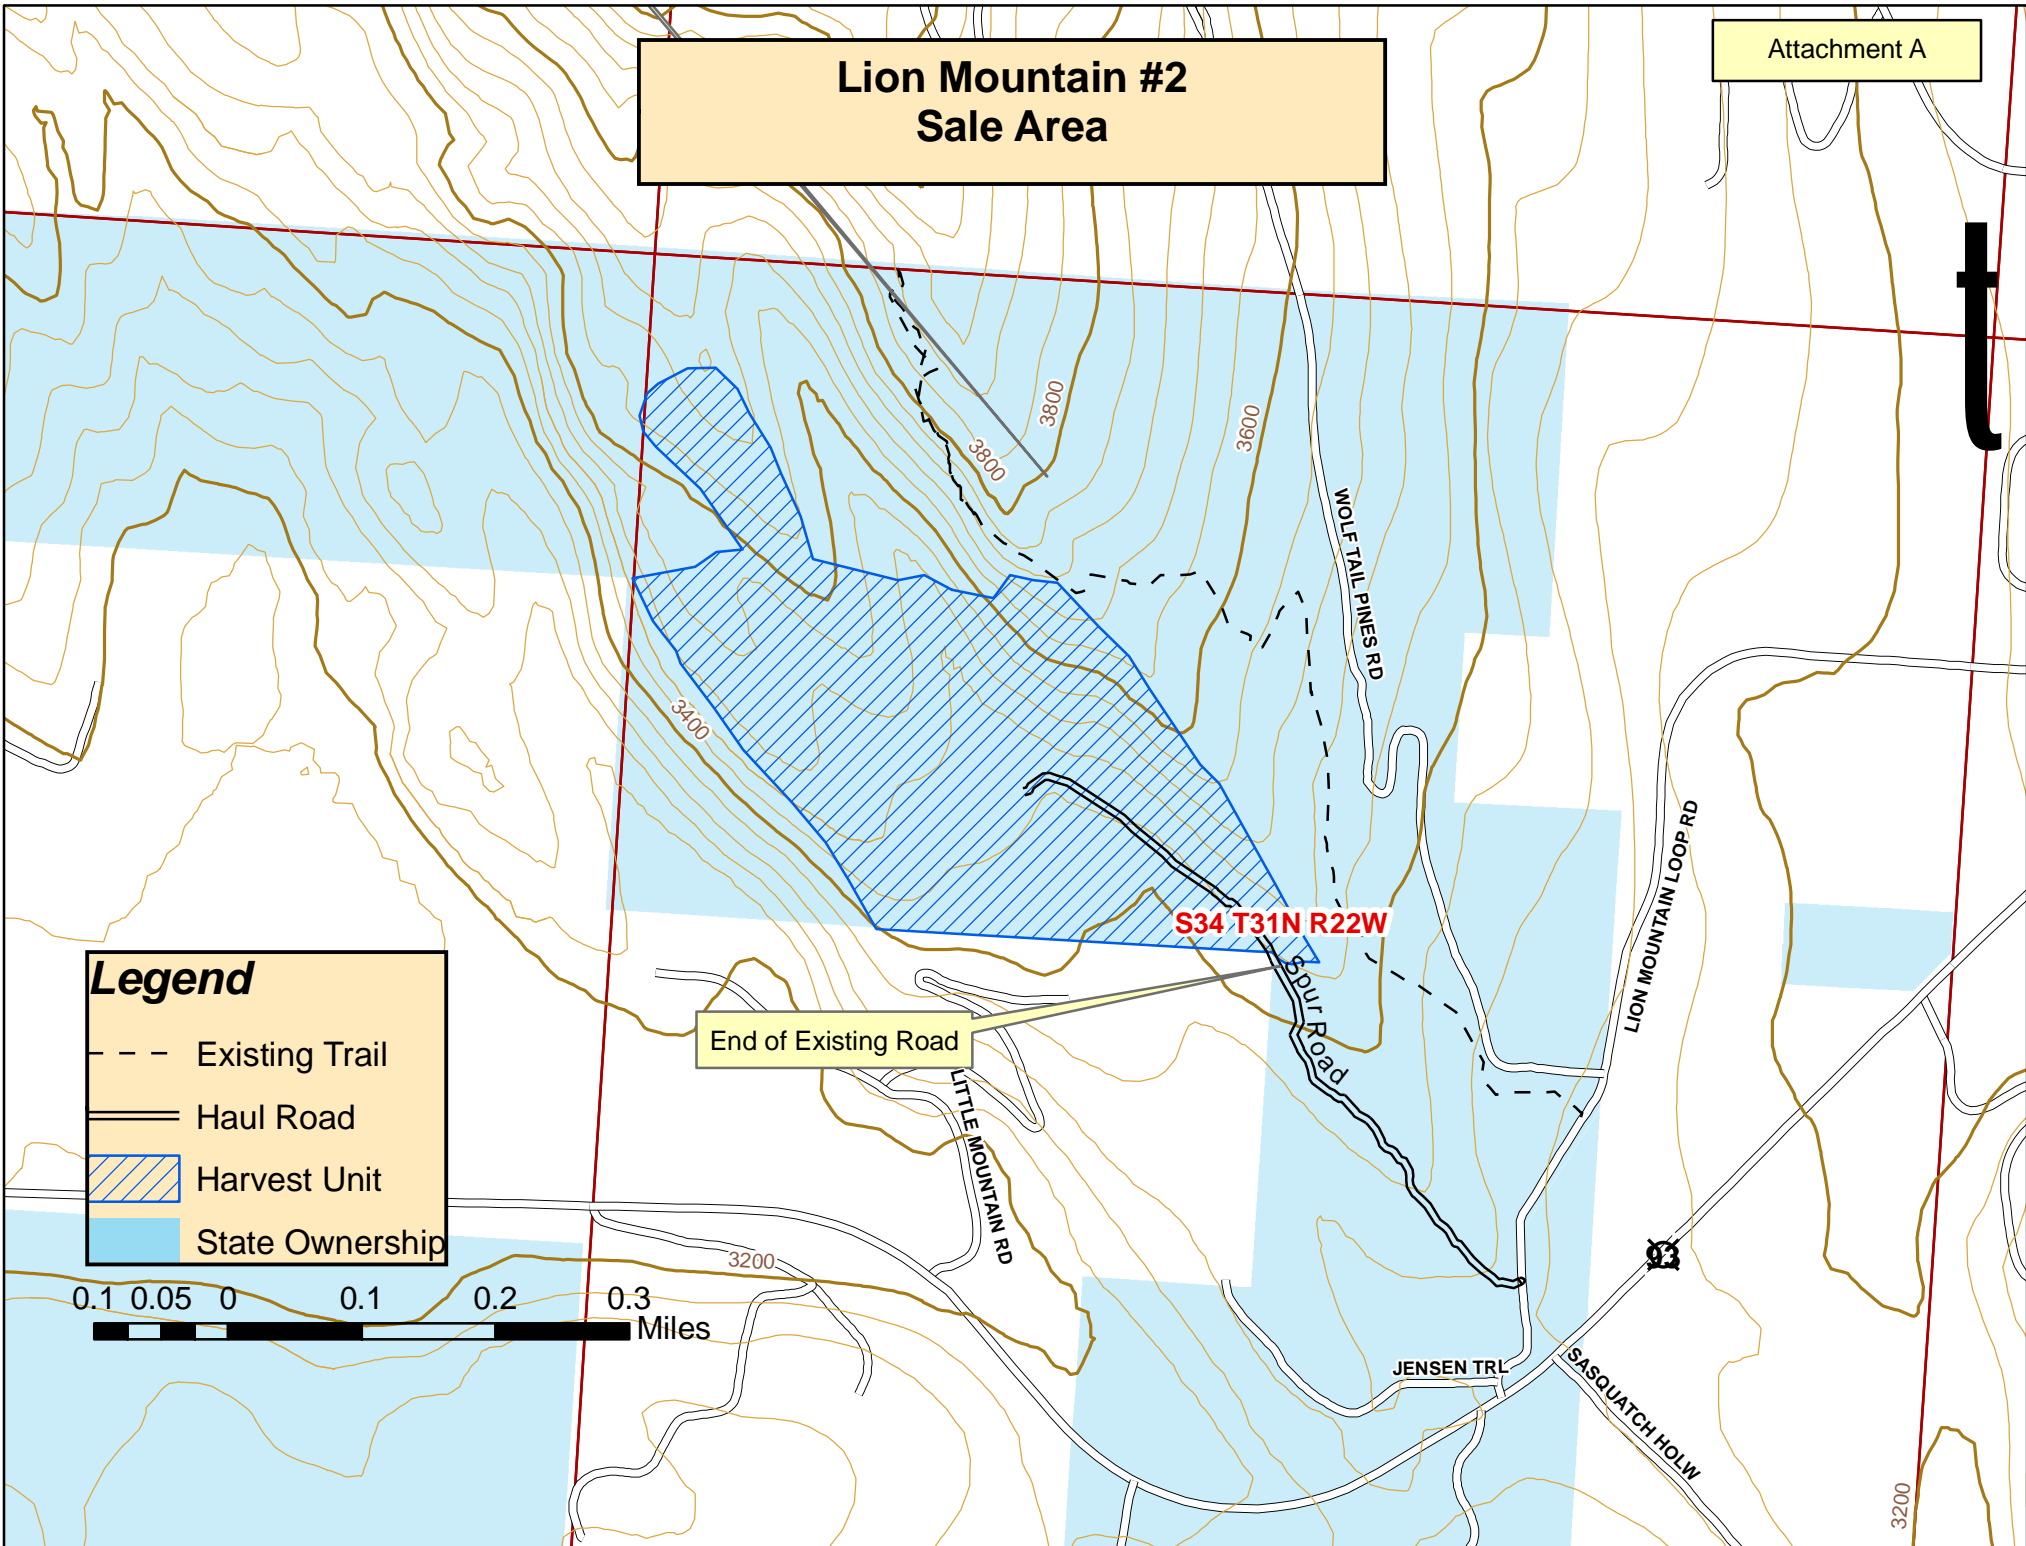 Lion Mountain #2
Sale Area
Attachment A
t
3800
3800
3600
WOLF TAIL PINES RD
3400
LION MOUNTAIN LOOP RD
S34 T31N R22W
Spur Road
End of Existing Road
LITTLE MOUNTAIN RD
Legend
Existing Trail
Haul Road
Harvest Unit
State Ownership
3200
0.1 0.05 0 0.1 0.2 0.3
Miles
93
JENSEN TRL
SASQUATCH HOLW
3200